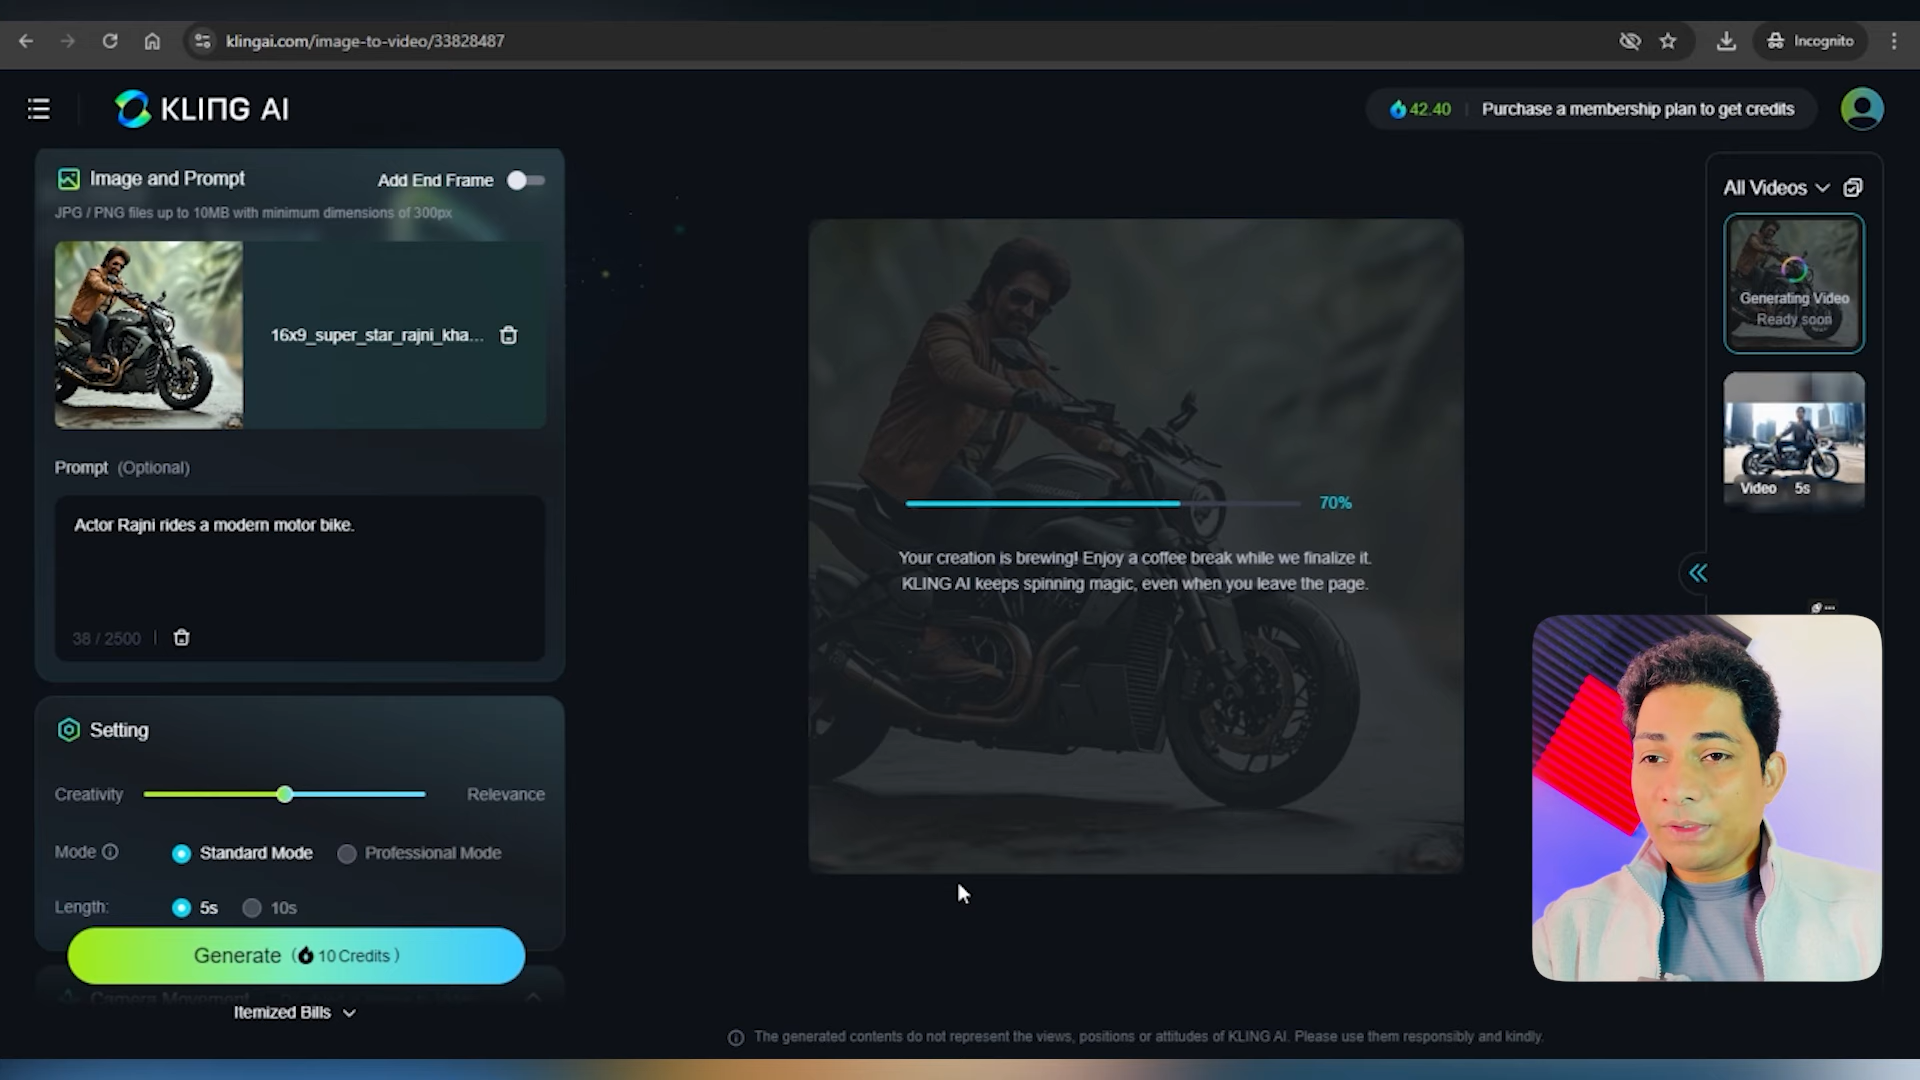 klingai.com/image-to-video/33828487
Incognito
KLING AI
42.40
Purchase a membership plan to get credits
Image and Prompt
Add End Frame
JPG / PNG files up to 10MB with minimum dimensions of 300px
16x9_super_star_rajni_kha...
Prompt (Optional)
Actor Rajni rides a modern motor bike.
38 / 2500
Setting
Creativity
Relevance
Mode
Standard Mode
Professional Mode
Length:
5s
10s
Generate ( 10 Credits )
Camera Movement
Itemized Bills
70%
Your creation is brewing! Enjoy a coffee break while we finalize it.
KLING AI keeps spinning magic, even when you leave the page.
The generated contents do not represent the views, positions or attitudes of KLING AI. Please use them responsibly and kindly.
All Videos
Generating Video
Ready soon
Video 5s